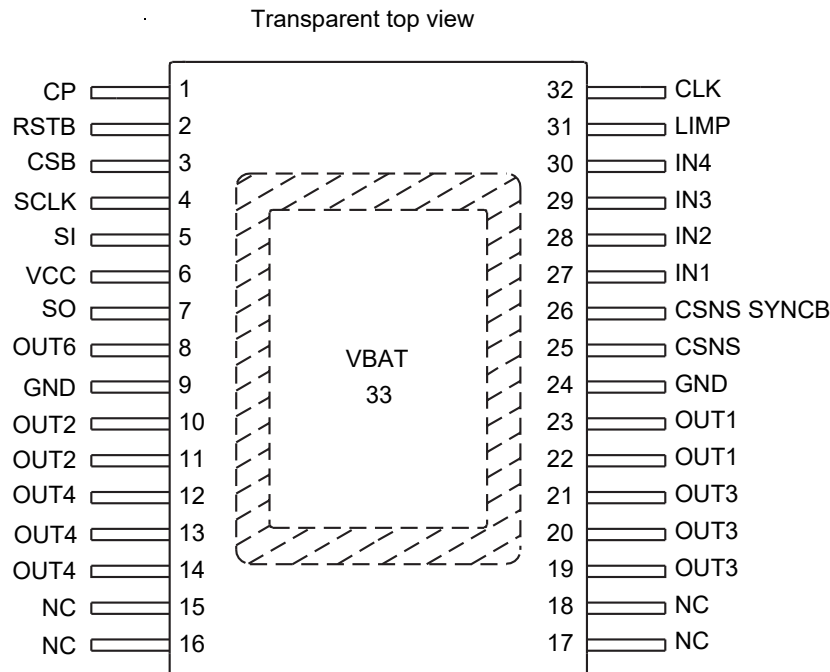 Transparent top view
CP 1 32 CLK
RSTB 2 31 LIMP
CSB 3 30 IN4
SCLK 4 29 IN3
SI 5 28 IN2
VCC 6 27 IN1
SO 7 26 CSNS SYNCB
OUT6 8 25 CSNS
VBAT
GND 9 24 GND
33
OUT2 10 23 OUT1
OUT2 11 22 OUT1
OUT4 12 21 OUT3
OUT4 13 20 OUT3
OUT4 14 19 OUT3
NC 15 18 NC
NC 16 17 NC